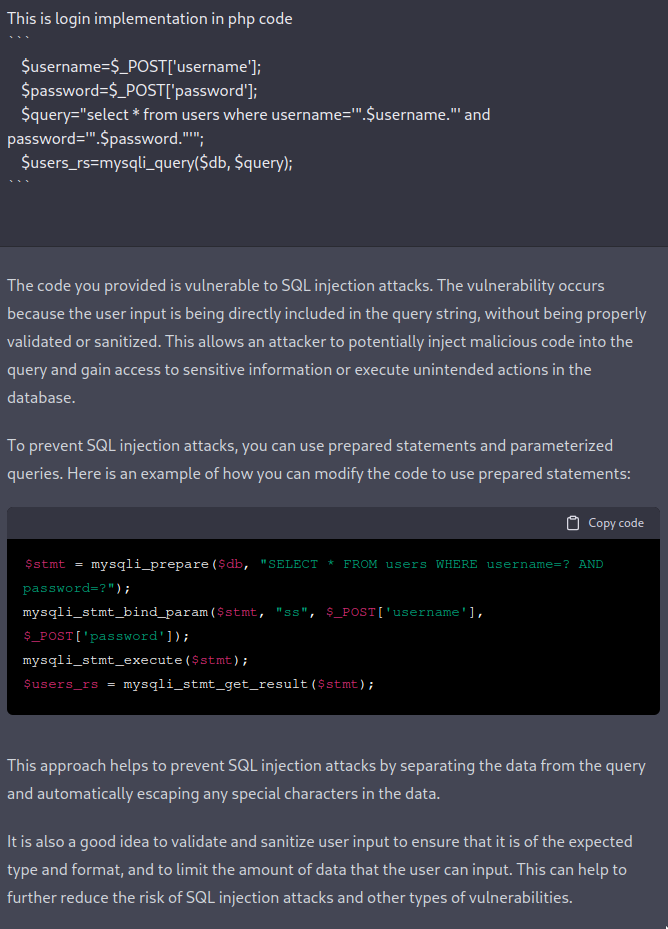 This is login implementation in php code
```
$username=$_POST['username'];
$password=$_POST['password'];
$query="select * from users where username='".$username."' and
password='".$password."'";
$users_rs=mysqli_query($db, $query);
```
The code you provided is vulnerable to SQL injection attacks. The vulnerability occurs
because the user input is being directly included in the query string, without being properly
validated or sanitized. This allows an attacker to potentially inject malicious code into the
query and gain access to sensitive information or execute unintended actions in the
database.
To prevent SQL injection attacks, you can use prepared statements and parameterized
queries. Here is an example of how you can modify the code to use prepared statements:
Copy code
$stmt = mysqli_prepare($db, "SELECT * FROM users WHERE username=? AND
password=?");
mysqli_stmt_bind_param($stmt, "ss", $_POST['username'],
$_POST['password']);
mysqli_stmt_execute($stmt);
$users_rs = mysqli_stmt_get_result($stmt);
This approach helps to prevent SQL injection attacks by separating the data from the query
and automatically escaping any special characters in the data.
It is also a good idea to validate and sanitize user input to ensure that it is of the expected
type and format, and to limit the amount of data that the user can input. This can help to
further reduce the risk of SQL injection attacks and other types of vulnerabilities.